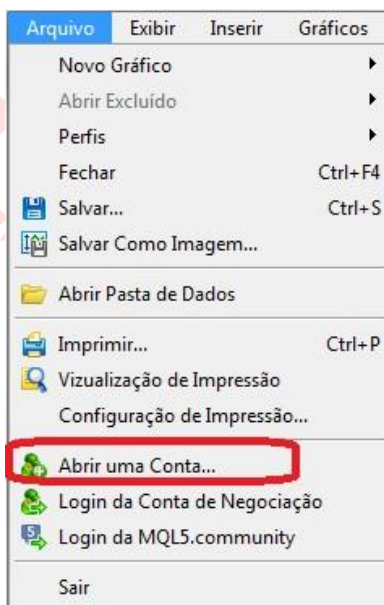 Arquivo Exibir Inserir Gráficos
Novo Gráfico
Abrir Excluído
Perfis
Fechar Ctrl+F4
Salvar... Ctrl+S
Salvar Como Imagem...
Abrir Pasta de Dados
Imprimir... Ctrl+P
Vizualização de Impressão
Configuração de Impressão...
Abrir uma Conta...
Login da Conta de Negociação
Login da MQL5.community
Sair